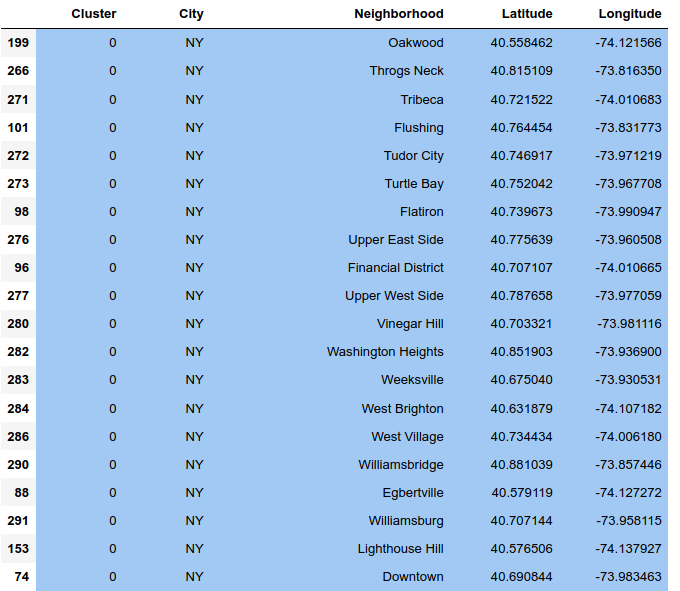 Cluster City Neighborhood Latitude Longitude
199 0 NY Oakwood 40.558462 -74.121566
266 0 NY Throgs Neck 40.815109 -73.816350
271 0 NY Tribeca 40.721522 -74.010683
101 0 NY Flushing 40.764454 -73.831773
272 0 NY Tudor City 40.746917 -73.971219
273 0 NY Turtle Bay 40.752042 -73.967708
98 0 NY Flatiron 40.739673 -73.990947
276 0 NY Upper East Side 40.775639 -73.960508
96 0 NY Financial District 40.707107 -74.010665
277 0 NY Upper West Side 40.787658 -73.977059
280 0 NY Vinegar Hill 40.703321 -73.981116
282 0 NY Washington Heights 40.851903 -73.936900
283 0 NY Weeksville 40.675040 -73.930531
284 0 NY West Brighton 40.631879 -74.107182
286 0 NY West Village 40.734434 -74.006180
290 0 NY Williamsbridge 40.881039 -73.857446
88 0 NY Egbertville 40.579119 -74.127272
291 0 NY Williamsburg 40.707144 -73.958115
153 0 NY Lighthouse Hill 40.576506 -74.137927
74 0 NY Downtown 40.690844 -73.983463